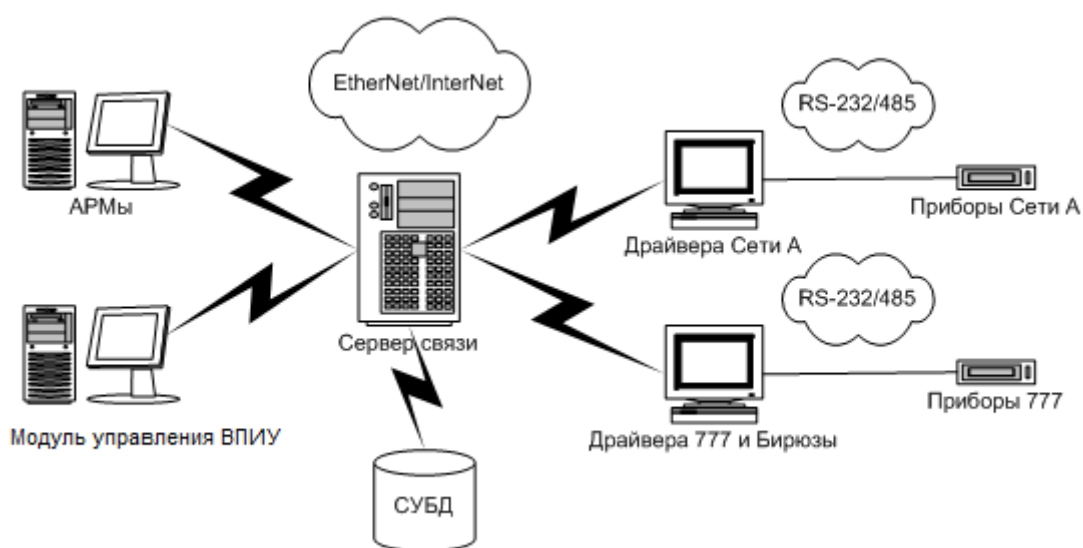 EtherNet/InterNet
RS-232/485
АРМы
Приборы Сети А
Драйвера Сети А
RS-232/485
Сервер связи
Приборы 777
Модуль управления ВПИУ
Драйвера 777 и Бирюзы
СУБД